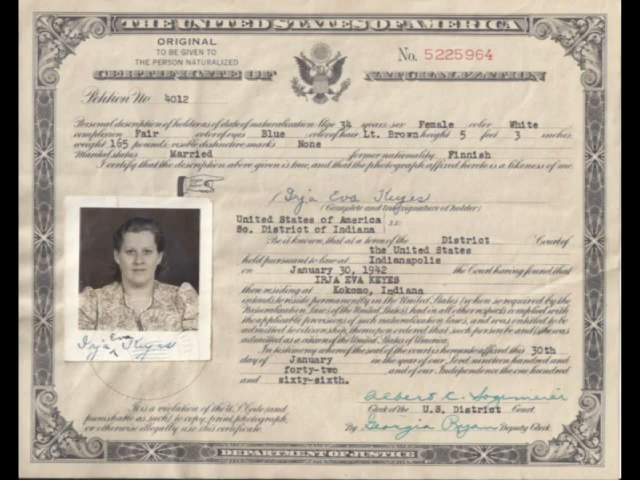 THE UNITED STATES OF AMERICA
ORIGINAL
TO BE GIVEN TO
THE PERSON NATURALIZED
No. 5225964
CERTIFICATE OF NATURALIZATION
Petition No. 4012
Personal description of holder as of date of naturalization: Age 34 years sex Female color White
complexion Fair color of eyes Blue color of hair Lt. Brown height 5 feet 3 inches
weight 165 pounds, visible distinctive marks None
Marital status Married former nationality Finnish
I certify that the description above given is true, and that the photograph affixed hereto is a likeness of me.
Irja Eva Keyes
(Complete and true signature of holder)
United States of America
So. District of Indiana s.s:
Be it known, that at a term of the District Court of
the United States
held pursuant to law at Indianapolis
on January 30, 1942 the Court having found that
IRJA EVA KEYES
then residing at Kokomo, Indiana
intends to reside permanently in the United States (when so required by the
Naturalization Laws of the United States), had in all other respects complied with
the applicable provisions of such naturalization laws, and was entitled to be
admitted to citizenship, thereupon ordered that such person be and (s)he was
admitted as a citizen of the United States of America.
In testimony whereof the seal of the court is hereunto affixed this 30th
day of January in the year of our Lord nineteen hundred and
forty-two and of our Independence the one hundred
and sixty-sixth.
Irja Eva Keyes
It is a violation of the U.S. Code (and
punishable as such) to copy, print, photograph,
or otherwise illegally use this certificate.
Albert C. Sogemeier
Clerk of the U.S. District Court.
By Georgia Ryan Deputy Clerk.
DEPARTMENT OF JUSTICE